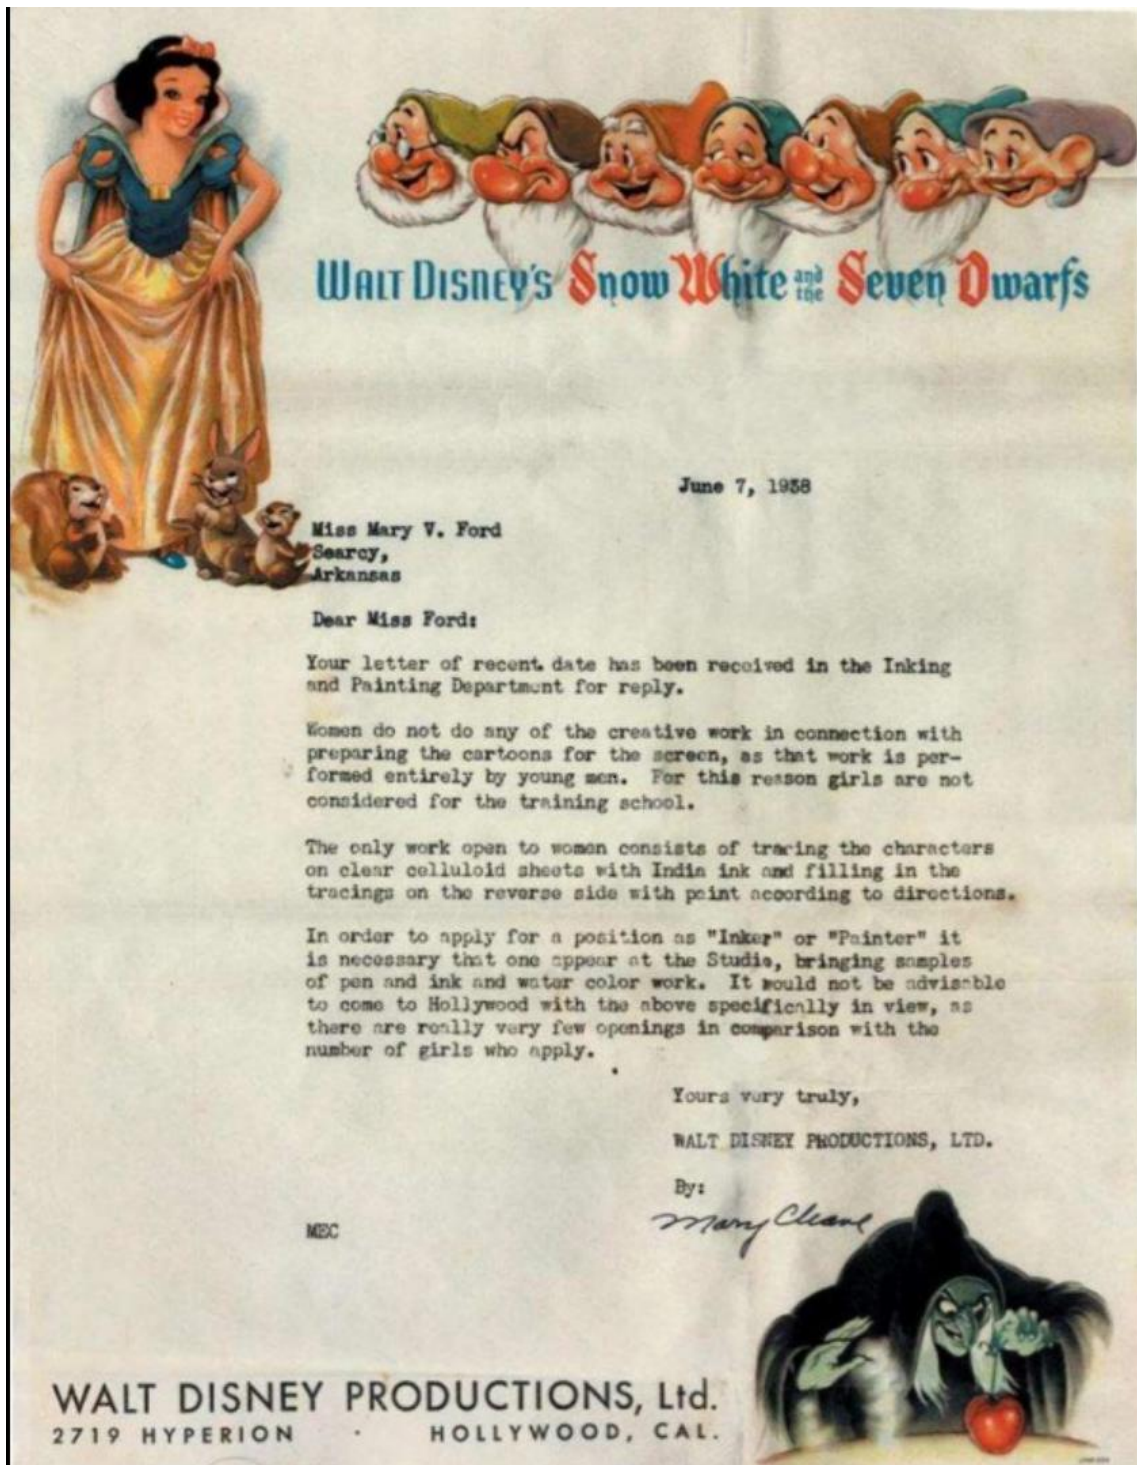 WALT DISNEY'S Snow White and the Seven Dwarfs
June 7, 1938
Miss Mary V. Ford
Searcy,
Arkansas
Dear Miss Ford:
Your letter of recent date has been received in the Inking
and Painting Department for reply.
Women do not do any of the creative work in connection with
preparing the cartoons for the screen, as that work is per-
formed entirely by young men. For this reason girls are not
considered for the training school.
The only work open to women consists of tracing the characters
on clear celluloid sheets with India ink and filling in the
tracings on the reverse side with paint according to directions.
In order to apply for a position as "Inker" or "Painter" it
is necessary that one appear at the Studio, bringing samples
of pen and ink and water color work. It would not be advisable
to come to Hollywood with the above specifically in view, as
there are really very few openings in comparison with the
number of girls who apply.
Yours very truly,
WALT DISNEY PRODUCTIONS, LTD.
By:
Mary Cleave
MEC
WALT DISNEY PRODUCTIONS, Ltd.
2719 HYPERION · HOLLYWOOD, CAL.